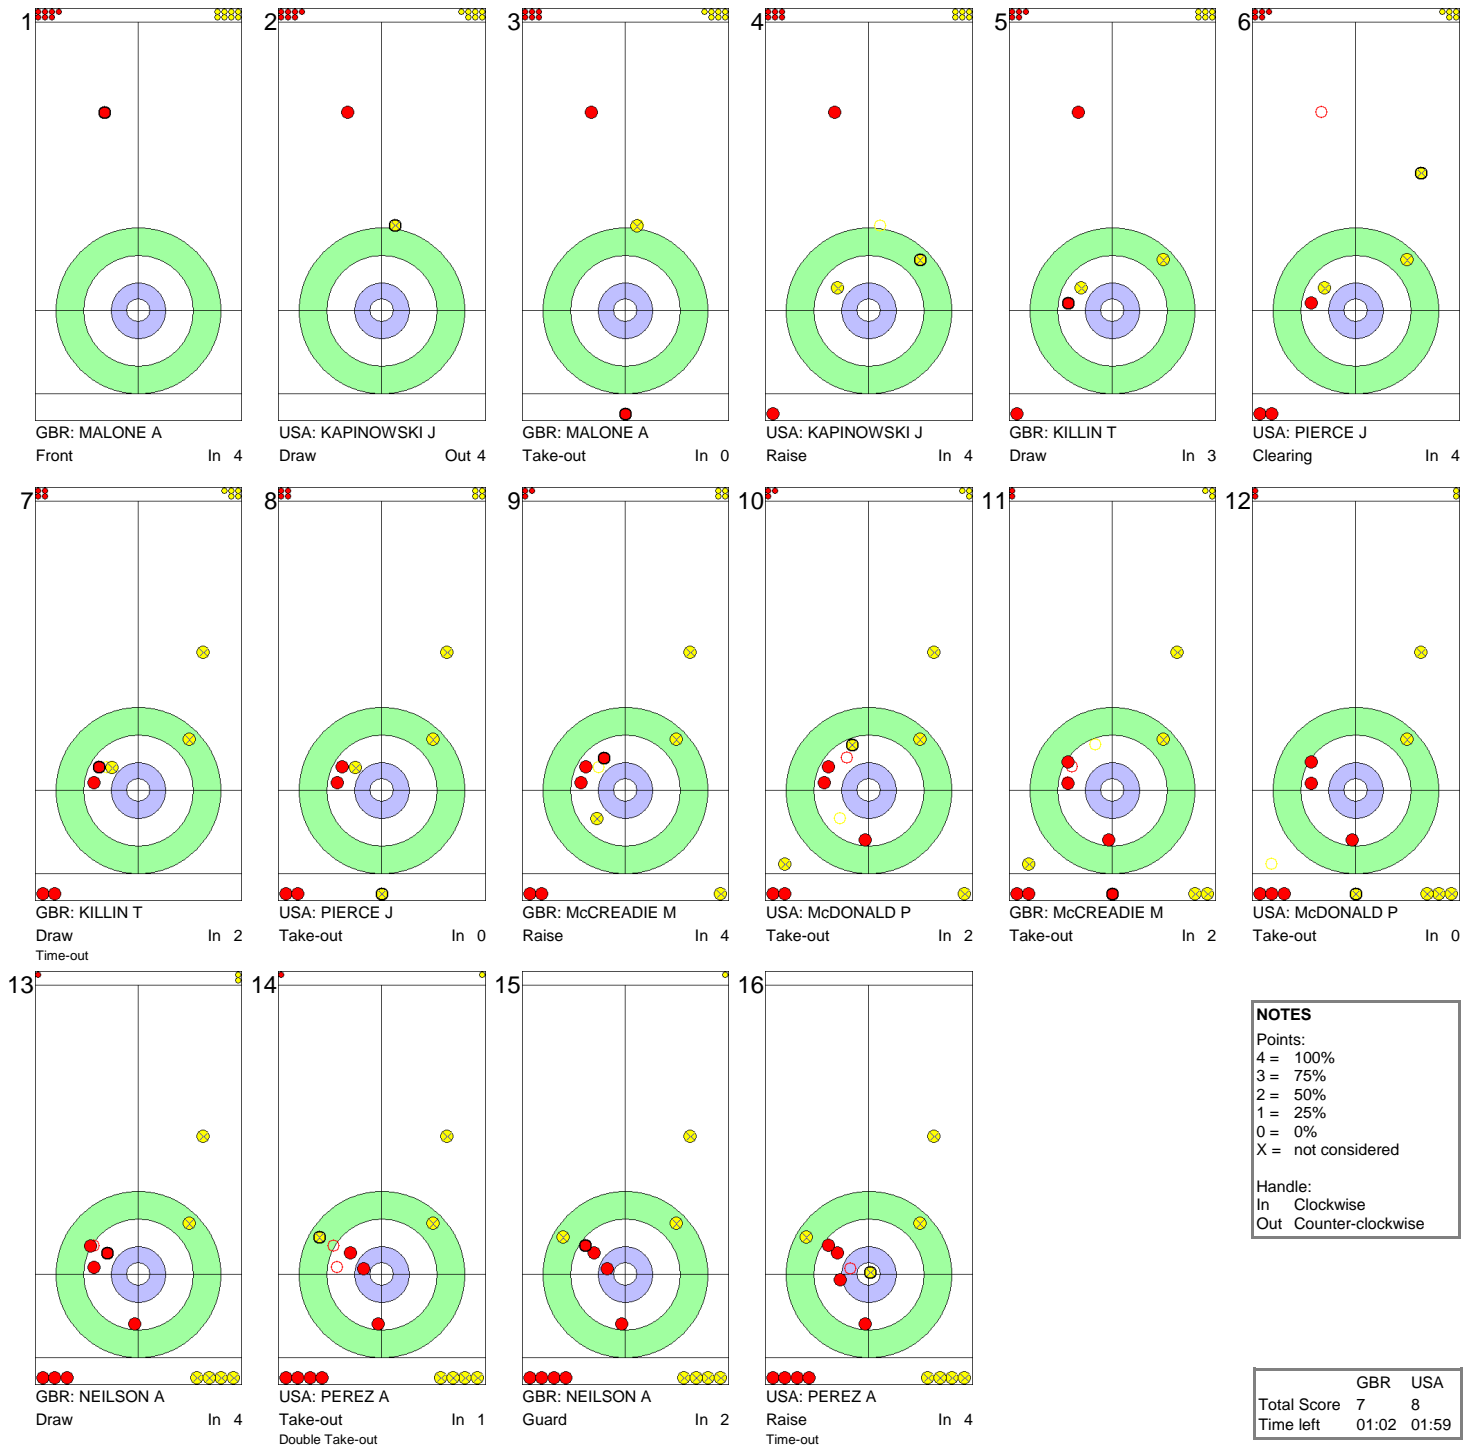 1
2
3
4
5
6
GBR: MALONE A
Front In 4
USA: KAPINOWSKI J
Draw Out 4
GBR: MALONE A
Take-out In 0
USA: KAPINOWSKI J
Raise In 4
GBR: KILLIN T
Draw In 3
USA: PIERCE J
Clearing In 4
7
8
9
10
11
12
GBR: KILLIN T
Draw In 2
Time-out
USA: PIERCE J
Take-out In 0
GBR: McCREADIE M
Raise In 4
USA: McDONALD P
Take-out In 2
GBR: McCREADIE M
Take-out In 2
USA: McDONALD P
Take-out In 0
13
14
15
16
GBR: NEILSON A
Draw In 4
USA: PEREZ A
Take-out In 1
Double Take-out
GBR: NEILSON A
Guard In 2
USA: PEREZ A
Raise In 4
Time-out
NOTES
Points:
4 = 100%
3 = 75%
2 = 50%
1 = 25%
0 = 0%
X = not considered
Handle:
In Clockwise
Out Counter-clockwise
GBR USA
Total Score 7 8
Time left 01:02 01:59